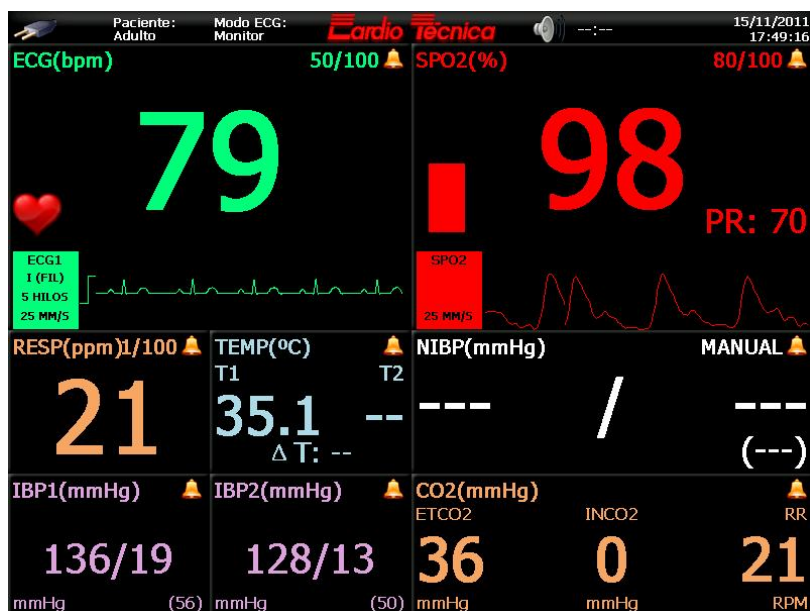 Paciente: Adulto
Modo ECG: Monitor
Cardio Técnica
--:--
15/11/2011
17:49:16
ECG(bpm) 50/100
79
ECG1
I (FIL)
5 HILOS
25 MM/S
SPO2(%) 80/100
98
PR: 70
SPO2
25 MM/S
RESP(ppm)1/100
21
TEMP(ºC)
T1 T2
35.1 --
Δ T: --
NIBP(mmHg) MANUAL
--- / ---
(---)
IBP1(mmHg)
136/19
mmHg (56)
IBP2(mmHg)
128/13
mmHg (50)
CO2(mmHg)
ETCO2 INCO2 RR
36 0 21
mmHg mmHg RPM